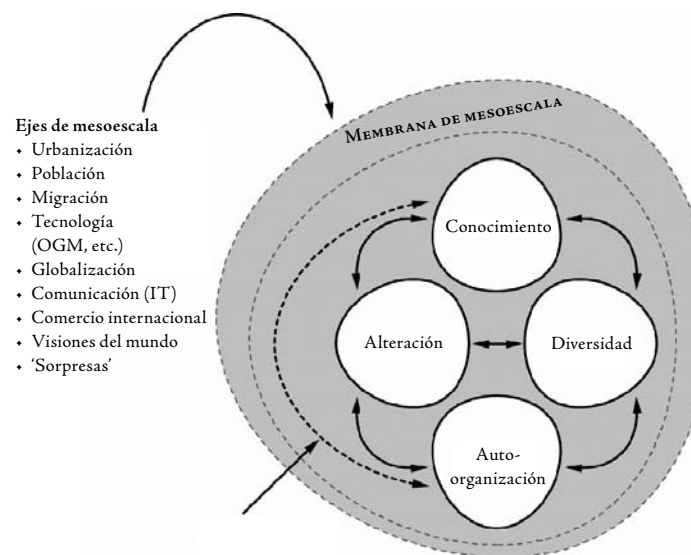 Ejes de mesoescala
• Urbanización
• Población
• Migración
• Tecnología
(OGM, etc.)
• Globalización
• Comunicación (IT)
• Comercio internacional
• Visiones del mundo
• ‘Sorpresas’
MEMBRANA DE MESOESCALA
Conocimiento
Alteración
Diversidad
Auto-
organización